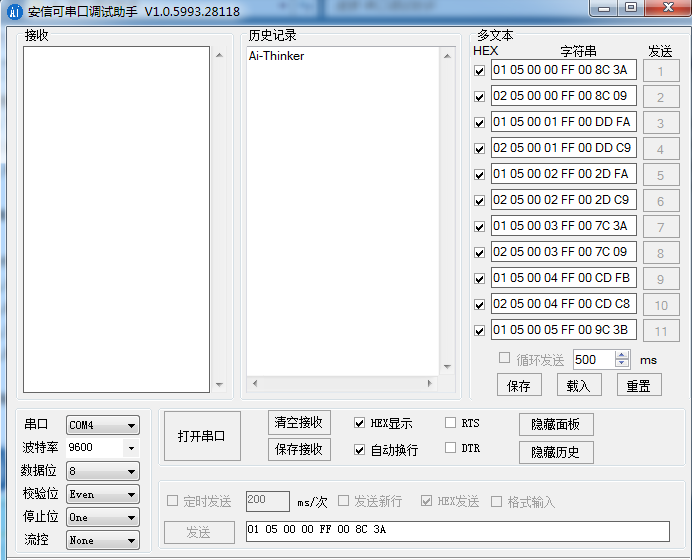 安信可串口调试助手 V1.0.5993.28118
接收
历史记录
Ai-Thinker
多文本
HEX 字符串 发送
01 05 00 00 FF 00 8C 3A 1
02 05 00 00 FF 00 8C 09 2
01 05 00 01 FF 00 DD FA 3
02 05 00 01 FF 00 DD C9 4
01 05 00 02 FF 00 2D FA 5
02 05 00 02 FF 00 2D C9 6
01 05 00 03 FF 00 7C 3A 7
02 05 00 03 FF 00 7C 09 8
01 05 00 04 FF 00 CD FB 9
02 05 00 04 FF 00 CD C8 10
01 05 00 05 FF 00 9C 3B 11
循环发送 500 ms
保存 载入 重置
串口 COM4
波特率 9600
数据位 8
校验位 Even
停止位 One
流控 None
打开串口
清空接收
保存接收
HEX显示
自动换行
RTS
DTR
隐藏面板
隐藏历史
定时发送 200 ms/次 发送新行 HEX发送 格式输入
发送 01 05 00 00 FF 00 8C 3A